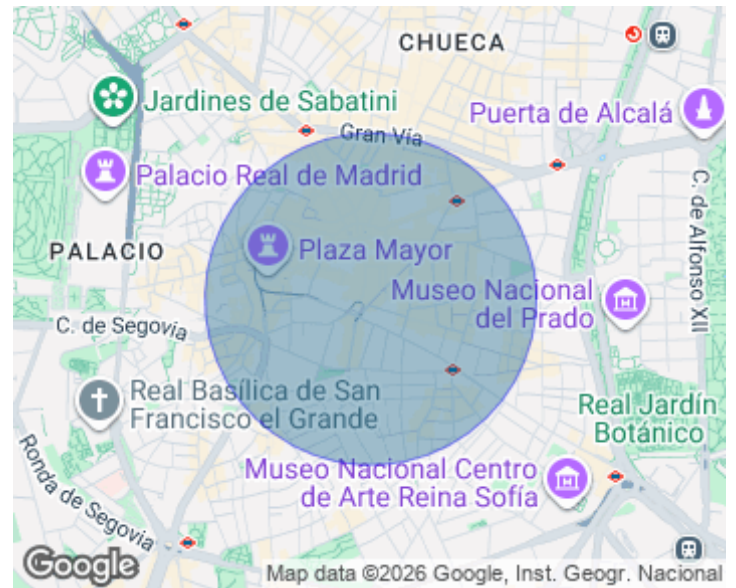 CHUECA
Jardines de Sabatini
Puerta de Alcalá
Gran Vía
Palacio Real de Madrid
C. de Alfonso XII
PALACIO
Plaza Mayor
Museo Nacional
del Prado
C. de Segovia
Real Basílica de San
Francisco el Grande
Real Jardín
Botánico
Ronda de Segovia
Museo Nacional Centro
de Arte Reina Sofía
Google
Map data ©2026 Google, Inst. Geogr. Nacional